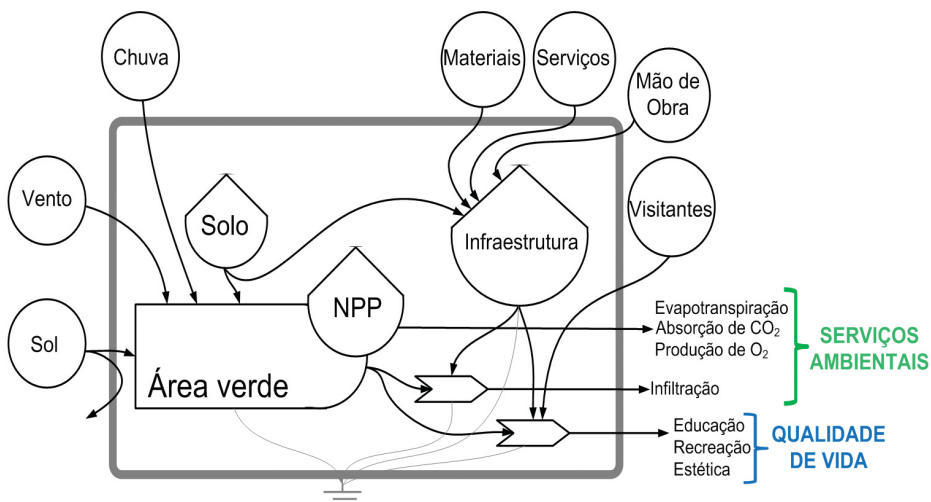 Chuva
Materiais
Serviços
Mão de
Obra
Vento
Solo
Infraestrutura
Visitantes
NPP
Sol
Área verde
Evapotranspiração
Absorção de CO₂
Produção de O₂
Infiltração
SERVIÇOS
AMBIENTAIS
Educação
Recreação
Estética
QUALIDADE
DE VIDA